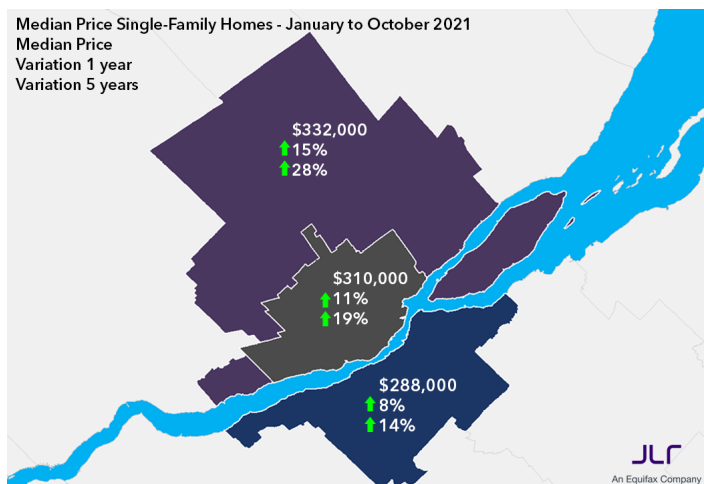 Median Price Single-Family Homes - January to October 2021
Median Price
Variation 1 year
Variation 5 years
$332,000
15%
28%
$310,000
11%
19%
$288,000
8%
14%
JLR
An Equifax Company